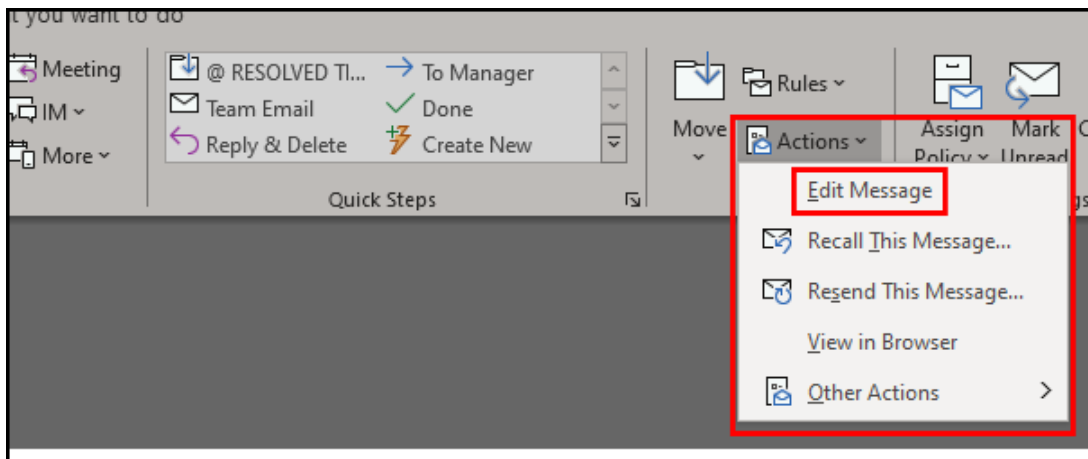 t you want to do
Meeting
IM
More
@ RESOLVED TI...
To Manager
Team Email
Done
Reply & Delete
Create New
Quick Steps
Move
Rules
Actions
Assign
Policy
Mark
Unread
Edit Message
Recall This Message...
Resend This Message...
View in Browser
Other Actions